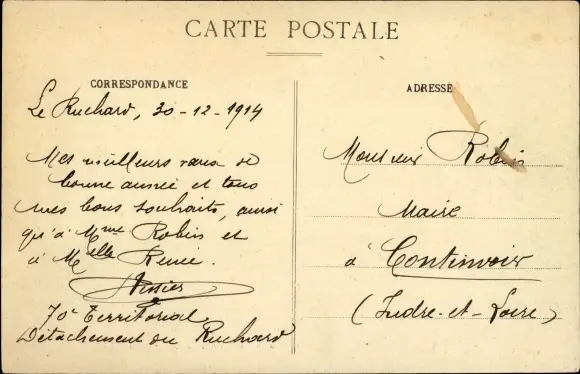 CARTE POSTALE
CORRESPONDANCE
Le Ruchard, 30-12-1914
Mes meilleurs vœux de
bonne année et tous
mes bons souhaits, aussi
qu'à Mme Robin et
à Melle Renée.
70e Territorial
Détachement du Ruchard
ADRESSE
Monsieur Robin
Maire
à Continvoir
(Indre-et-Loire)